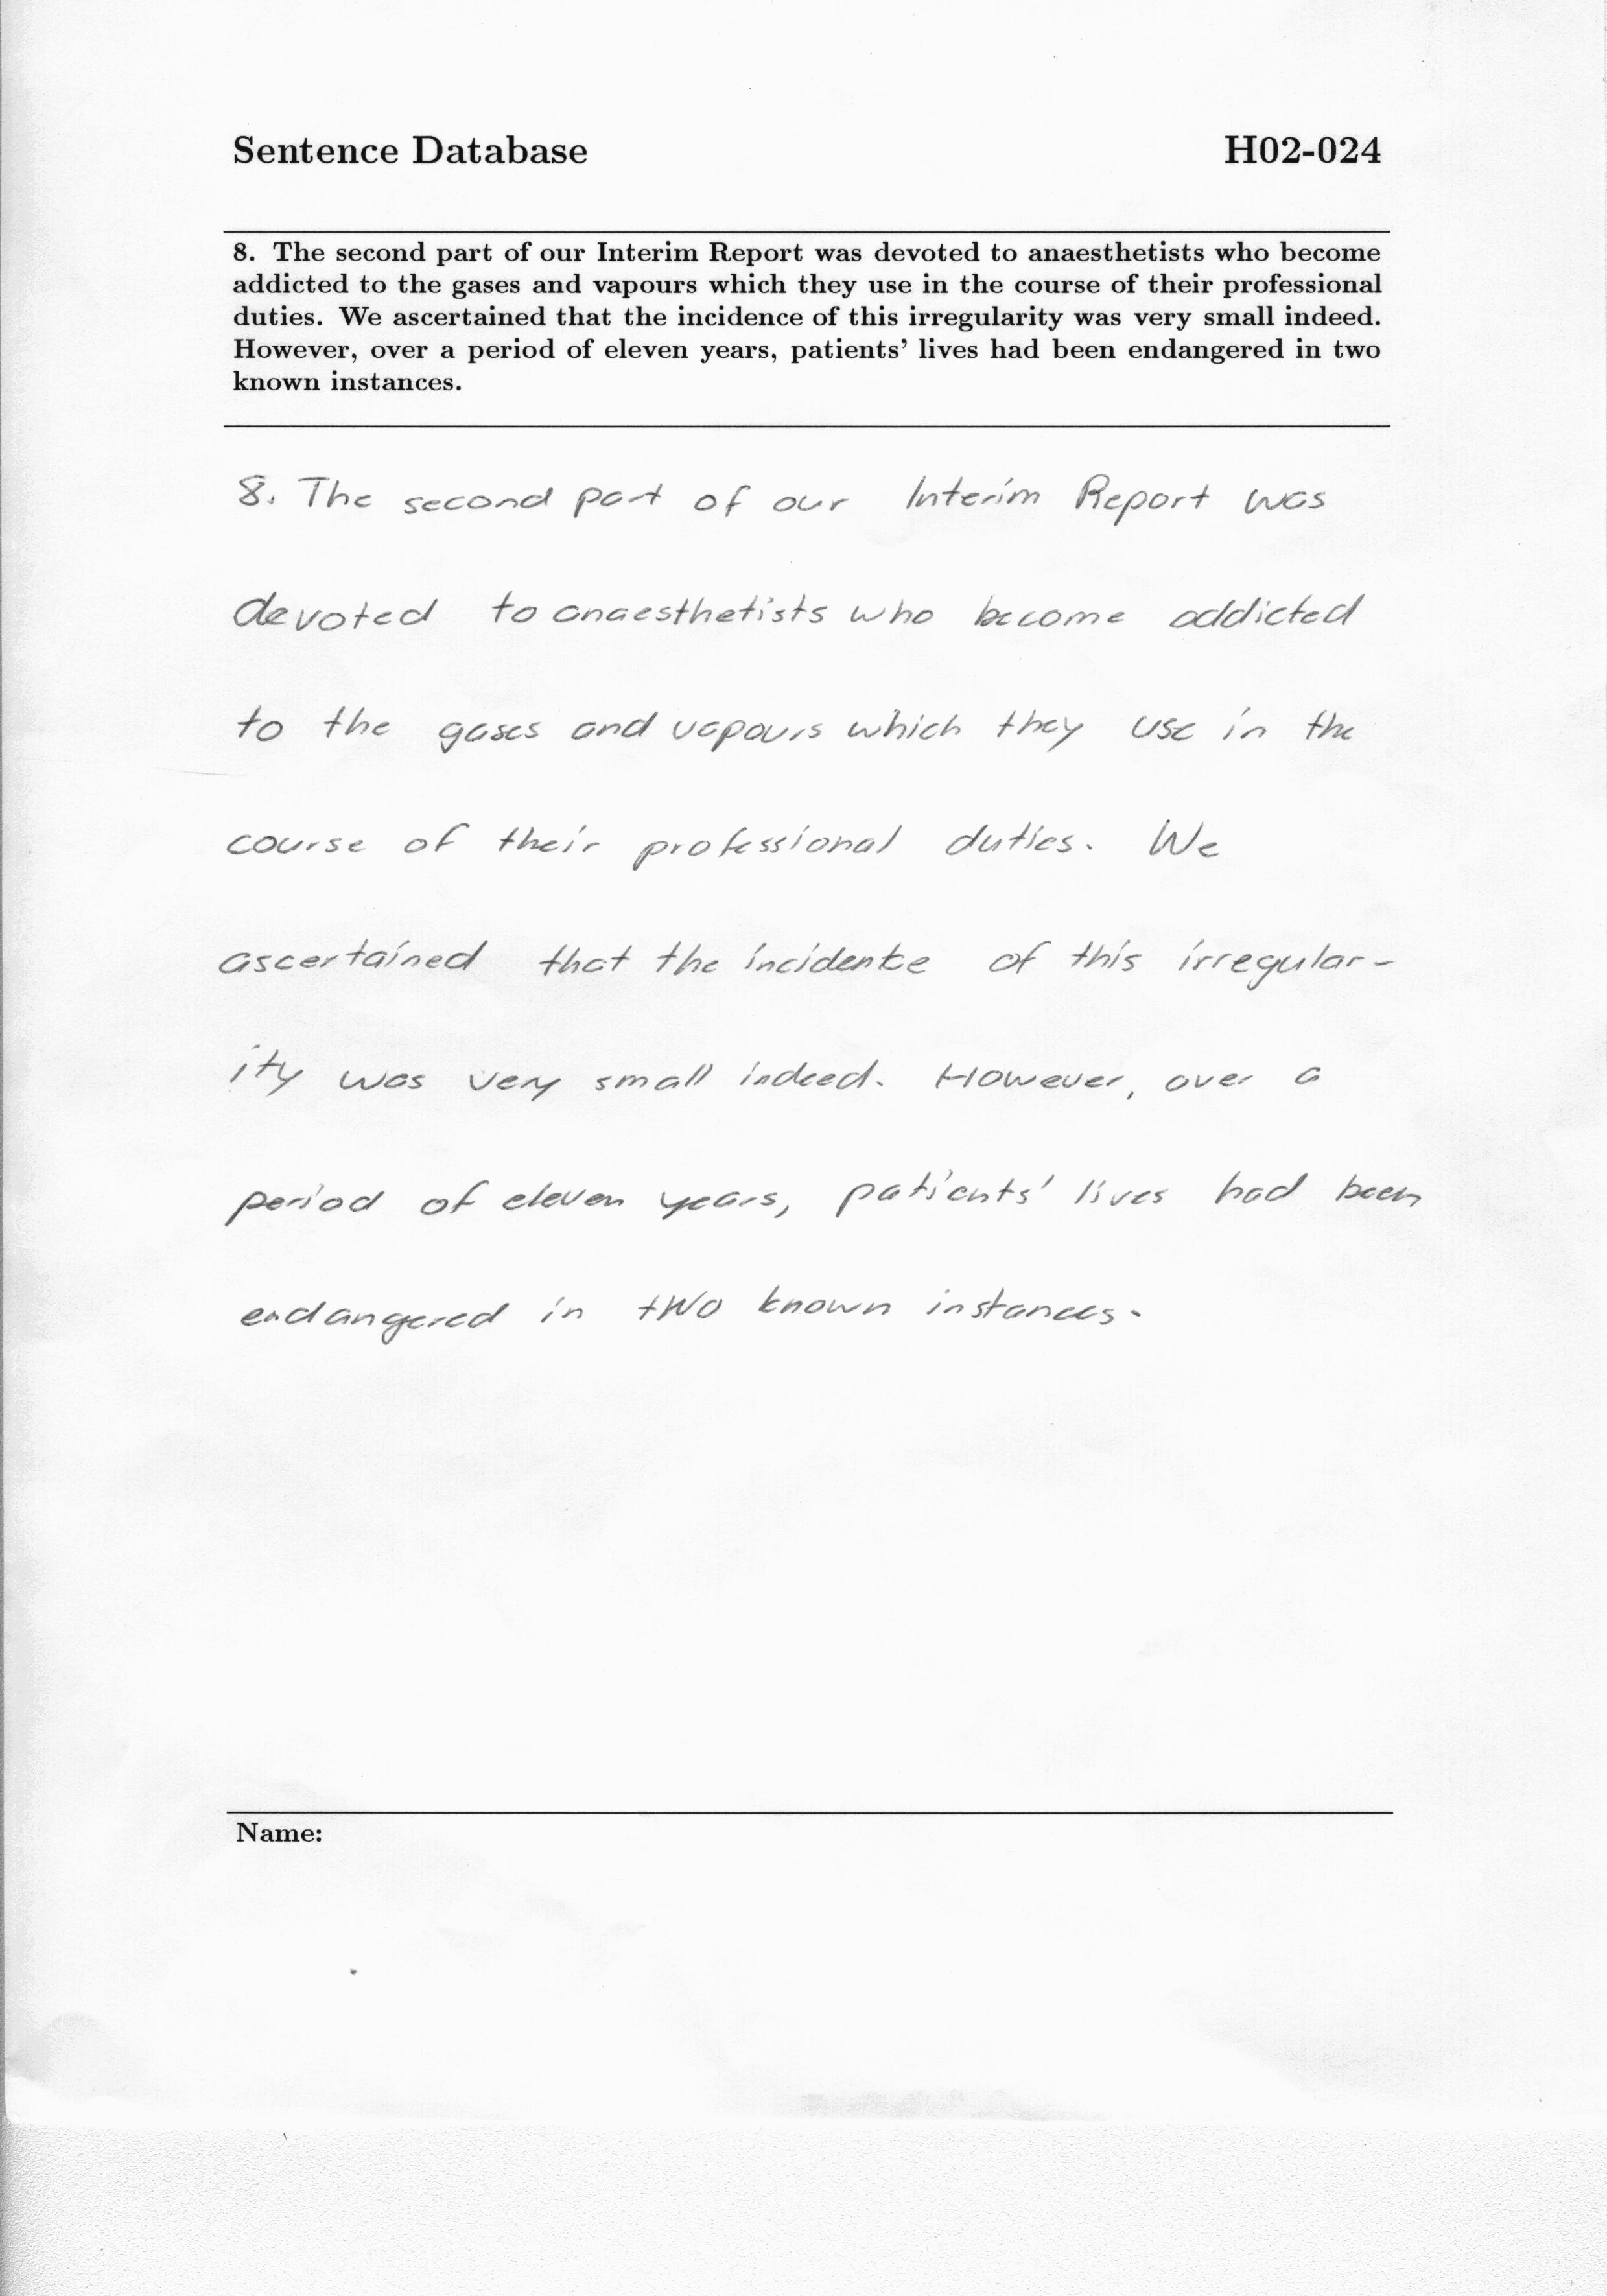 Sentence Database H02-024
8. The second part of our Interim Report was devoted to anaesthetists who become
addicted to the gases and vapours which they use in the course of their professional
duties. We ascertained that the incidence of this irregularity was very small indeed.
However, over a period of eleven years, patients' lives had been endangered in two
known instances.
8. The second part of our Interim Report was
devoted to anaesthetists who become addicted
to the gases and vapours which they use in the
course of their professional duties. We
ascertained that the incidence of this irregular-
ity was very small indeed. However, over a
period of eleven years, patients' lives had been
endangered in two known instances.
Name: